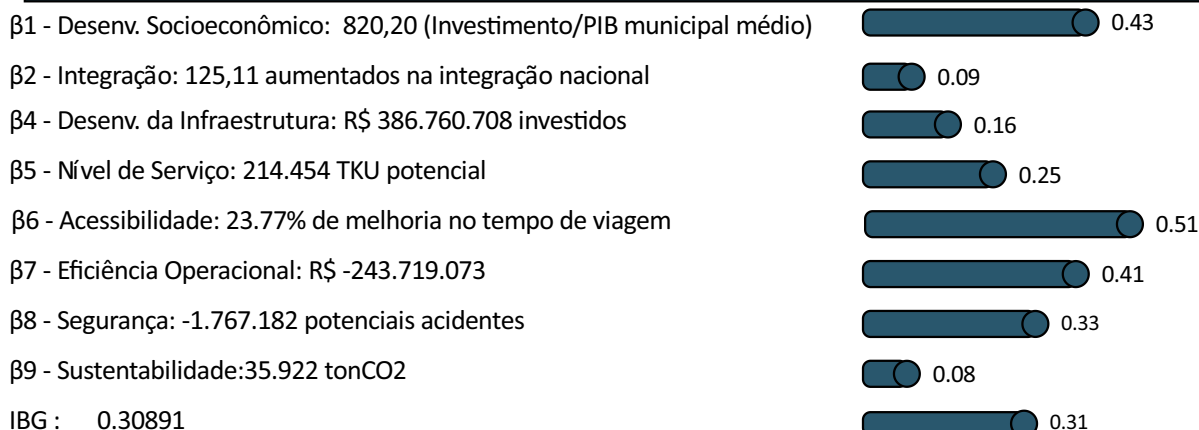 β1 - Desenv. Socioeconômico:  820,20 (Investimento/PIB municipal médio) 0.43
β2 - Integração: 125,11 aumentados na integração nacional 0.09
β4 - Desenv. da Infraestrutura: R$ 386.760.708 investidos 0.16
β5 - Nível de Serviço: 214.454 TKU potencial 0.25
β6 - Acessibilidade: 23.77% de melhoria no tempo de viagem 0.51
β7 - Eficiência Operacional: R$ -243.719.073 0.41
β8 - Segurança: -1.767.182 potenciais acidentes 0.33
β9 - Sustentabilidade:35.922 tonCO2 0.08
IBG :    0.30891 0.31